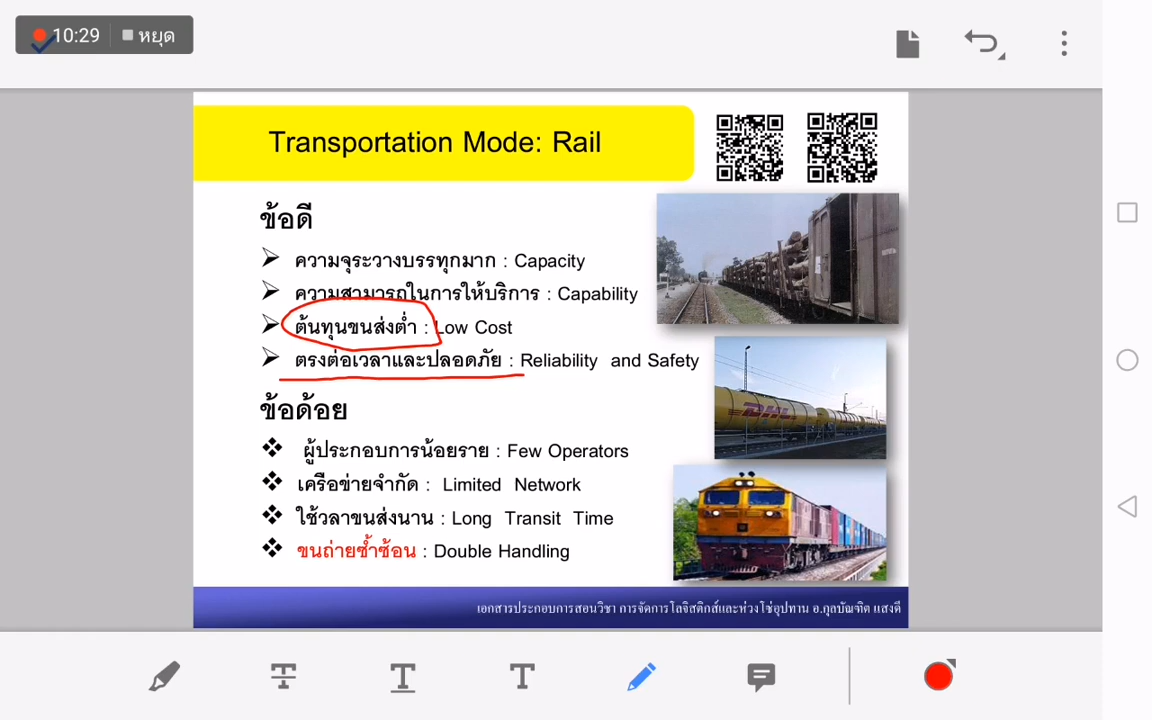 10:29 หยุด
Transportation Mode: Rail
ข้อดี
ความจุระวางบรรทุกมาก : Capacity
ความสามารถในการให้บริการ : Capability
ต้นทุนขนส่งต่ำ : Low Cost
ตรงต่อเวลาและปลอดภัย : Reliability and Safety
DHL
ข้อด้อย
ผู้ประกอบการน้อยราย : Few Operators
เครือข่ายจำกัด : Limited Network
ใช้วลาขนส่งนาน : Long Transit Time
ขนถ่ายซ้ำซ้อน : Double Handling
เอกสารประกอบการสอนวิชา การจัดการโลจิสติกส์และห่วงโซ่อุปทาน อ.กุลบัณฑิต แสงดี